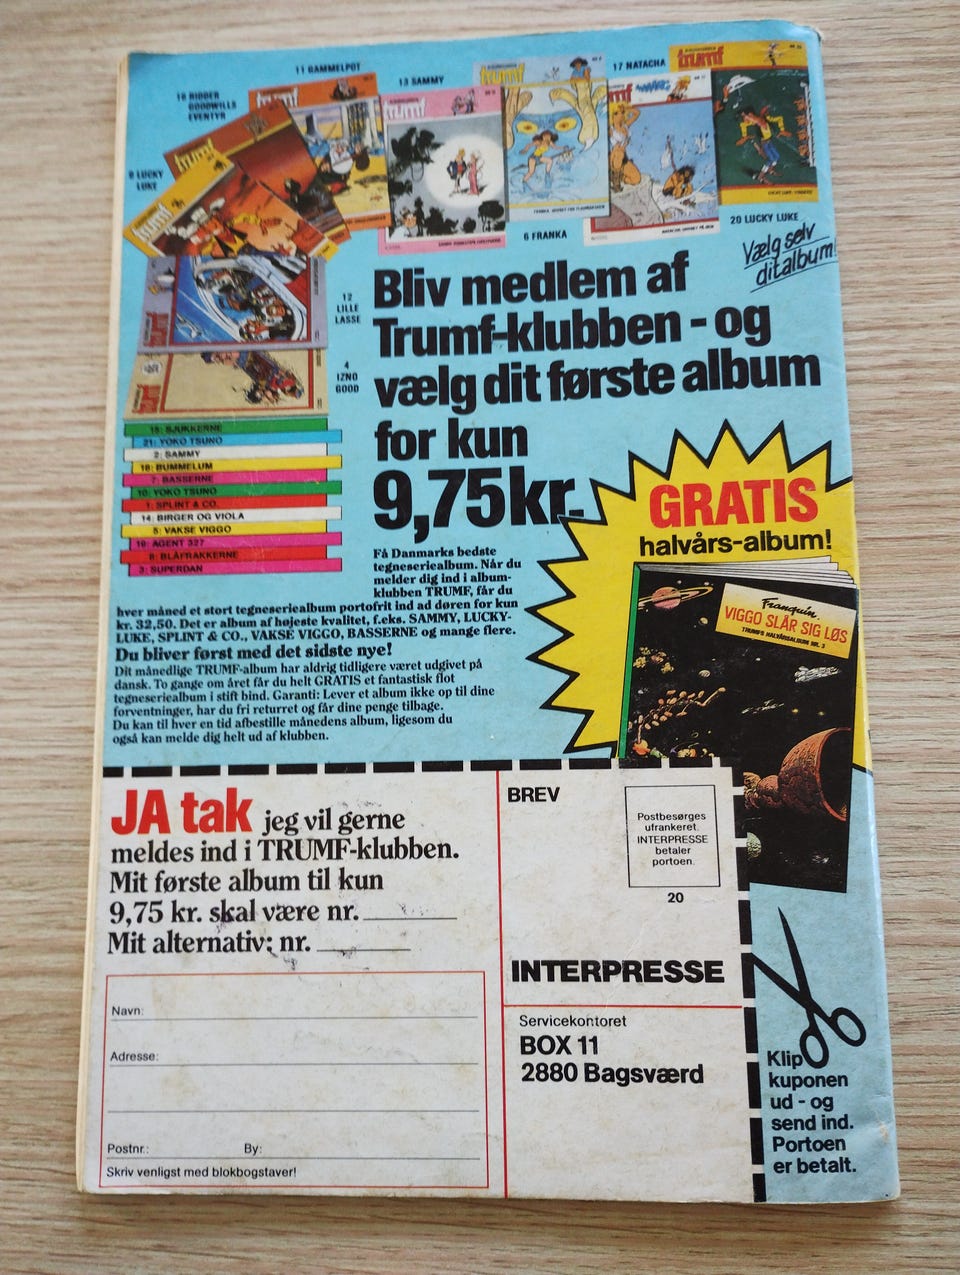 11 GAMMELPOT
13 SAMMY
17 NATACHA
19 RIDDER
GOODWILLS
EVENTYR
9 LUCKY
LUKE
6 FRANKA
20 LUCKY LUKE
Vælg selv
dit album!
12
LILLE
LASSE
4
IZNO
GOOD
Bliv medlem af
Trumf-klubben - og
vælg dit første album
for kun
9,75 kr.
15: SJUKKERNE
21: YOKO TSUNO
2: SAMMY
18: BUMMELUM
7: BASSERNE
10: YOKO TSUNO
1: SPLINT & CO.
14: BIRGER OG VIOLA
5: VAKSE VIGGO
16: AGENT 327
8: BLÅFRAKKERNE
3: SUPERDAN
GRATIS
halvårs-album!
Franquin
VIGGO SLÅR SIG LØS
TRUMFS HALVÅRSALBUM NR. 3
Få Danmarks bedste
tegneseriealbum. Når du
melder dig ind i album-
klubben TRUMF, får du
hver måned et stort tegneseriealbum portofrit ind ad døren for kun
kr. 32,50. Det er album af højeste kvalitet, f.eks. SAMMY, LUCKY-
LUKE, SPLINT & CO., VAKSE VIGGO, BASSERNE og mange flere.
Du bliver først med det sidste nye!
Dit månedlige TRUMF-album har aldrig tidligere været udgivet på
dansk. To gange om året får du helt GRATIS et fantastisk flot
tegneseriealbum i stift bind. Garanti: Lever et album ikke op til dine
forventninger, har du fri returret og får dine penge tilbage.
Du kan til hver en tid afbestille månedens album, ligesom du
også kan melde dig helt ud af klubben.
JA tak jeg vil gerne
meldes ind i TRUMF-klubben.
Mit første album til kun
9,75 kr. skal være nr.
Mit alternativ: nr.
Navn:
Adresse:
Postnr.: By:
Skriv venligst med blokbogstaver!
BREV
Postbesørges
ufrankeret.
INTERPRESSE
betaler
portoen.
20
INTERPRESSE
Servicekontoret
BOX 11
2880 Bagsværd
Klip
kuponen
ud - og
send ind.
Portoen
er betalt.